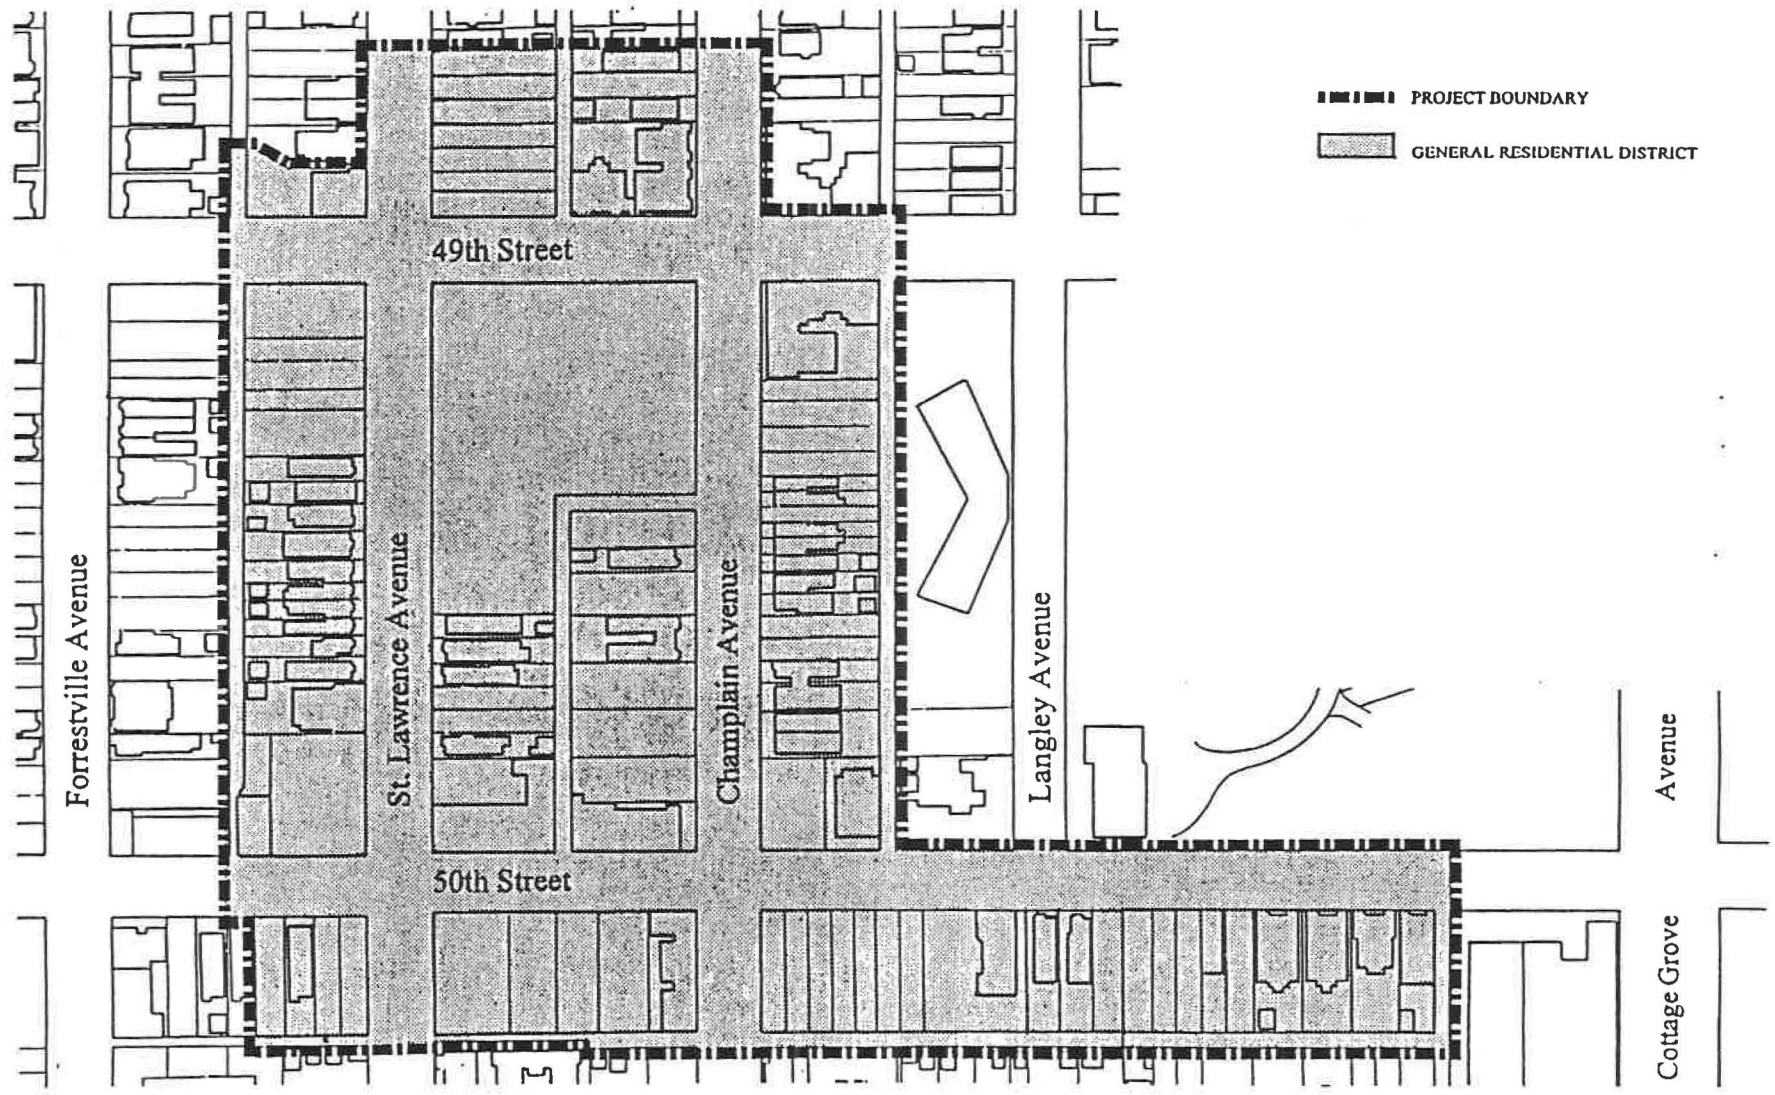 PROJECT BOUNDARY
GENERAL RESIDENTIAL DISTRICT
49th Street
Forrestville Avenue
St. Lawrence Avenue
Champlain Avenue
Langley Avenue
Avenue
50th Street
Cottage Grove